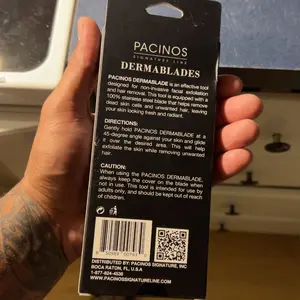 PACINOS
SIGNATURE LINE
DERMABLADES
PACINOS DERMABLADE is an effective tool
designed for non-invasive facial exfoliation
and hair removal. This tool is equipped with a
100% stainless steel blade that helps remove
dead skin cells and unwanted hair, leaving
your skin looking fresh and radiant.
DIRECTIONS:
Gently hold PACINOS DERMABLADE at a
45-degree angle against your skin and glide
it over the desired area. This will help
exfoliate the skin while removing unwanted
hair.
CAUTION:
When using the PACINOS DERMABLADE,
always keep the cover on the blade when
not in use. This tool is intended for use by
adults only, and should be kept out of reach
of children.
DISTRIBUTED BY: PACINOS SIGNATURE, INC
BOCA RATON, FL, U.S.A
1-877-824-4330
PACINOSSIGNATURELINE.COM